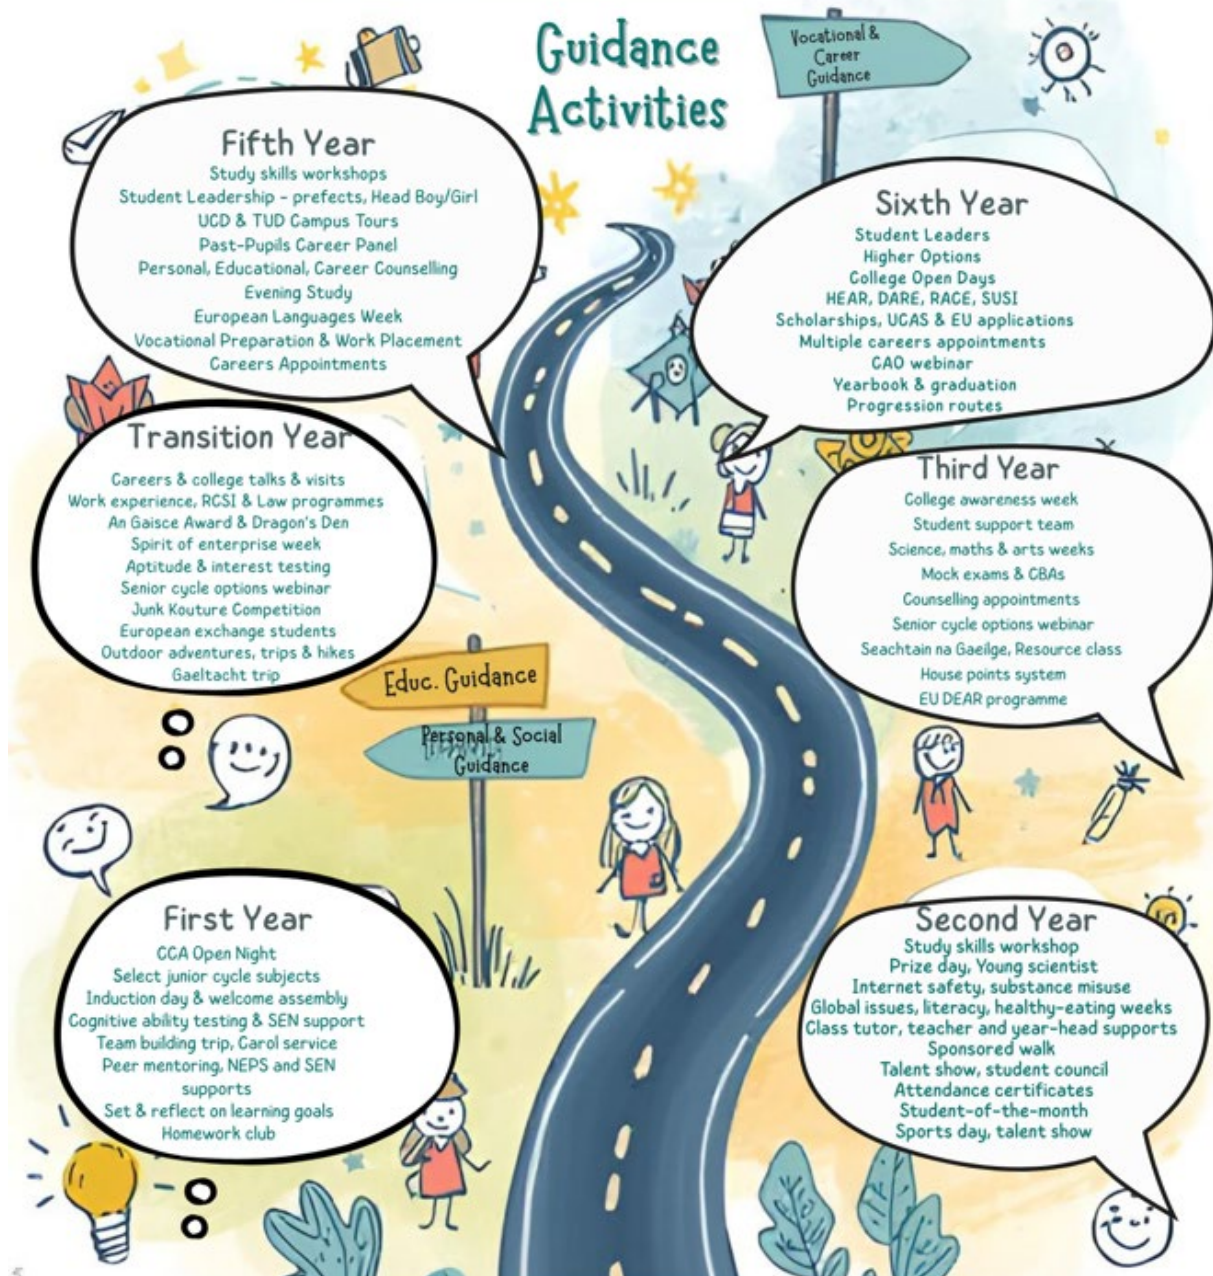 Guidance
Activities
Vocational &
Career
Guidance
Fifth Year
Study skills workshops
Student Leadership - prefects, Head Boy/Girl
UCD & TUD Campus Tours
Past-Pupils Career Panel
Personal, Educational, Career Counselling
Evening Study
European Languages Week
Vocational Preparation & Work Placement
Careers Appointments
Sixth Year
Student Leaders
Higher Options
College Open Days
HEAR, DARE, RACE, SUSI
Scholarships, UCAS & EU applications
Multiple careers appointments
CAO webinar
Yearbook & graduation
Progression routes
Transition Year
Careers & college talks & visits
Work experience, RCSI & Law programmes
An Gaisce Award & Dragon's Den
Spirit of enterprise week
Aptitude & interest testing
Senior cycle options webinar
Junk Kouture Competition
European exchange students
Outdoor adventures, trips & hikes
Gaeltacht trip
Third Year
College awareness week
Student support team
Science, maths & arts weeks
Mock exams & CBAs
Counselling appointments
Senior cycle options webinar
Seachtain na Gaeilge, Resource class
House points system
EU DEAR programme
Educ. Guidance
Personal & Social
Guidance
First Year
CCA Open Night
Select junior cycle subjects
Induction day & welcome assembly
Cognitive ability testing & SEN support
Team building trip, Carol service
Peer mentoring, NEPS and SEN
supports
Set & reflect on learning goals
Homework club
Second Year
Study skills workshop
Prize day, Young scientist
Internet safety, substance misuse
Global issues, literacy, healthy-eating weeks
Class tutor, teacher and year-head supports
Sponsored walk
Talent show, student council
Attendance certificates
Student-of-the-month
Sports day, talent show